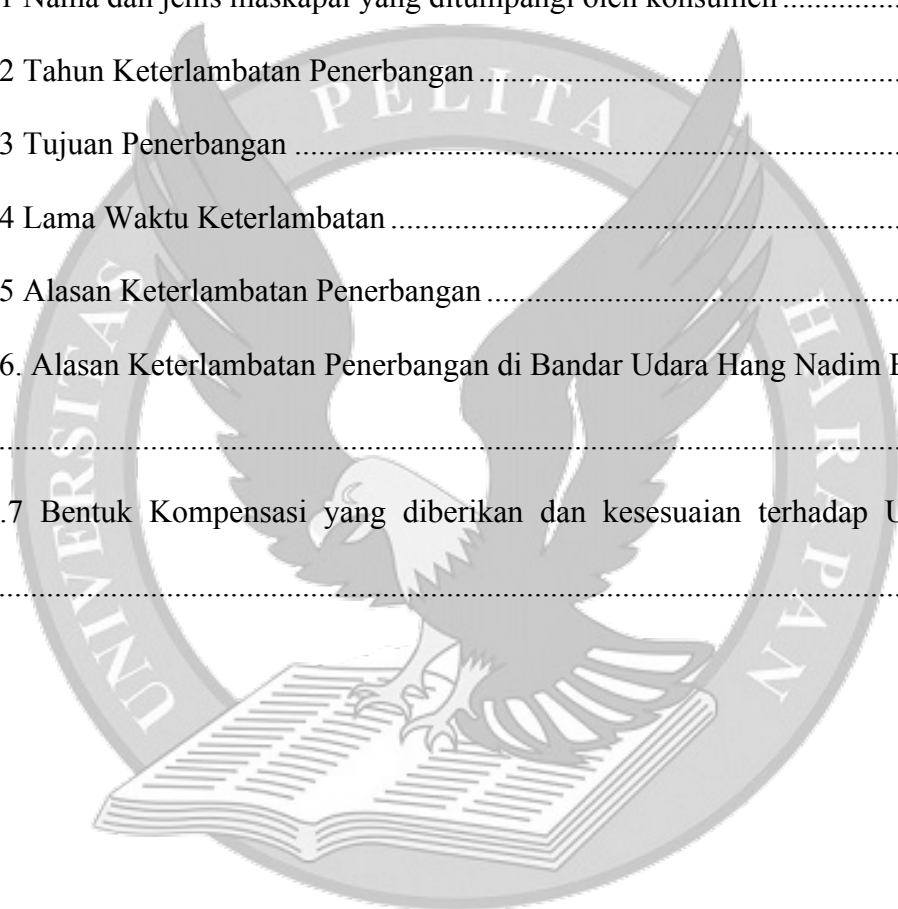 1 Nama dan jenis maskapai yang ditumpangi oleh konsumen....................
2 Tahun Keterlambatan Penerbangan....................
3 Tujuan Penerbangan ....................
4 Lama Waktu Keterlambatan....................
5 Alasan Keterlambatan Penerbangan....................
6. Alasan Keterlambatan Penerbangan di Bandar Udara Hang Nadim
....................
.7 Bentuk Kompensasi yang diberikan dan kesesuaian terhadap
....................
UNIVERSITAS PELITA HARAPAN